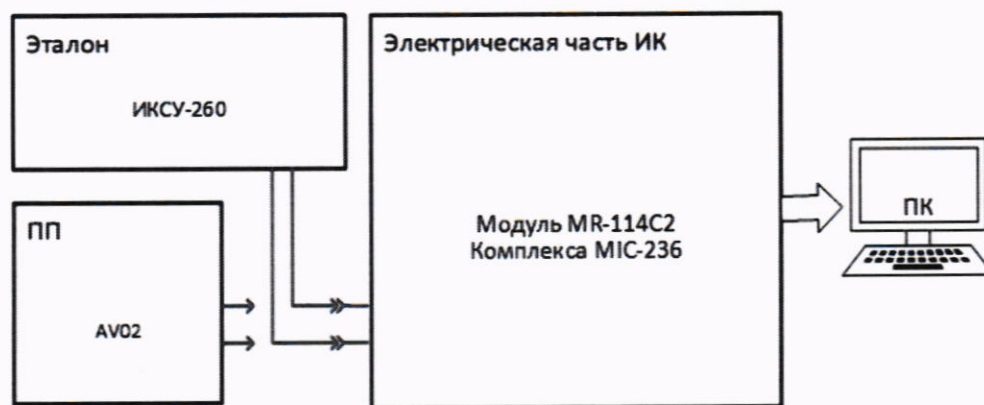 Эталон
ИКСУ-260
Электрическая часть ИК
Модуль MR-114C2
Комплекса MIC-236
ПК
ПП
AV02